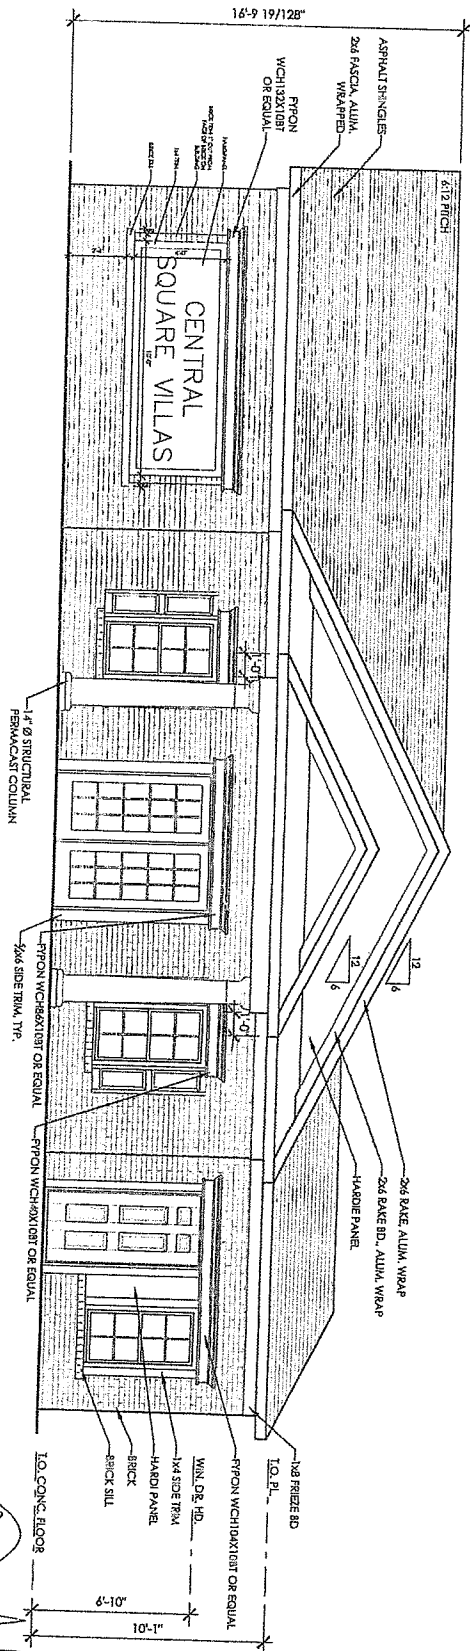 16'-9 19/128"
6:12 PITCH
ASPHALT SHINGLES
2x6 FASCIA, ALUM.
WRAPPED
FYPON
WCH132X10BT
OR EQUAL
CENTRAL
SQUARE VILLAS
1'-0"
1'-0"
14" Ø STRUCTURAL
PERMACAST COLUMN
FYPON WCH86X10BT OR EQUAL
5/4x6 SIDE TRIM, TYP.
FYPON WCH40X10BT OR EQUAL
12
6
12
6
2x6 RAKE, ALUM. WRAP
2x6 RAKE BD., ALUM. WRAP
HARDIE PANEL
1x8 FRIEZE BD
T.O. PL.
FYPON WCH104X10BT OR EQUAL
WIN. DR. HD.
1x4 SIDE TRIM
HARDI PANEL
BRICK
BRICK SILL
T.O. CONC. FLOOR
6'-10"
10'-1"